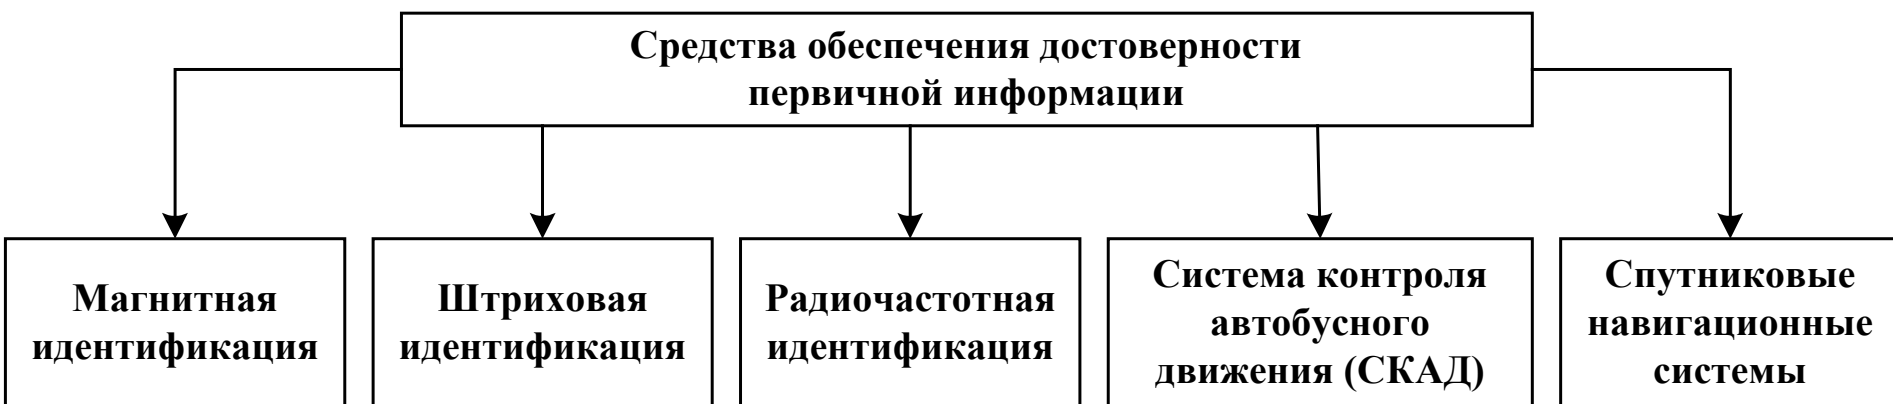 Средства обеспечения достоверности
первичной информации
Магнитная
идентификация
Штриховая
идентификация
Радиочастотная
идентификация
Система контроля
автобусного
движения (СКАД)
Спутниковые
навигационные
системы